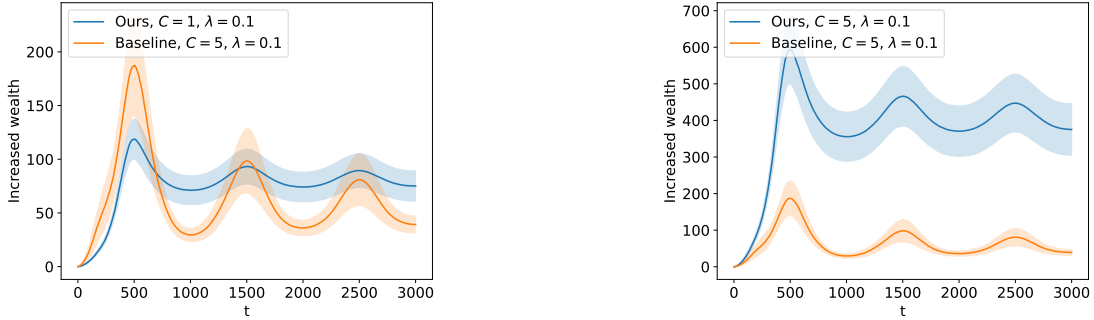 Ours, C = 1, λ = 0.1
Baseline, C = 5, λ = 0.1
Increased wealth
200
150
100
50
0
0 500 1000 1500 2000 2500 3000
t
Ours, C = 5, λ = 0.1
Baseline, C = 5, λ = 0.1
Increased wealth
700
600
500
400
300
200
100
0
0 500 1000 1500 2000 2500 3000
t